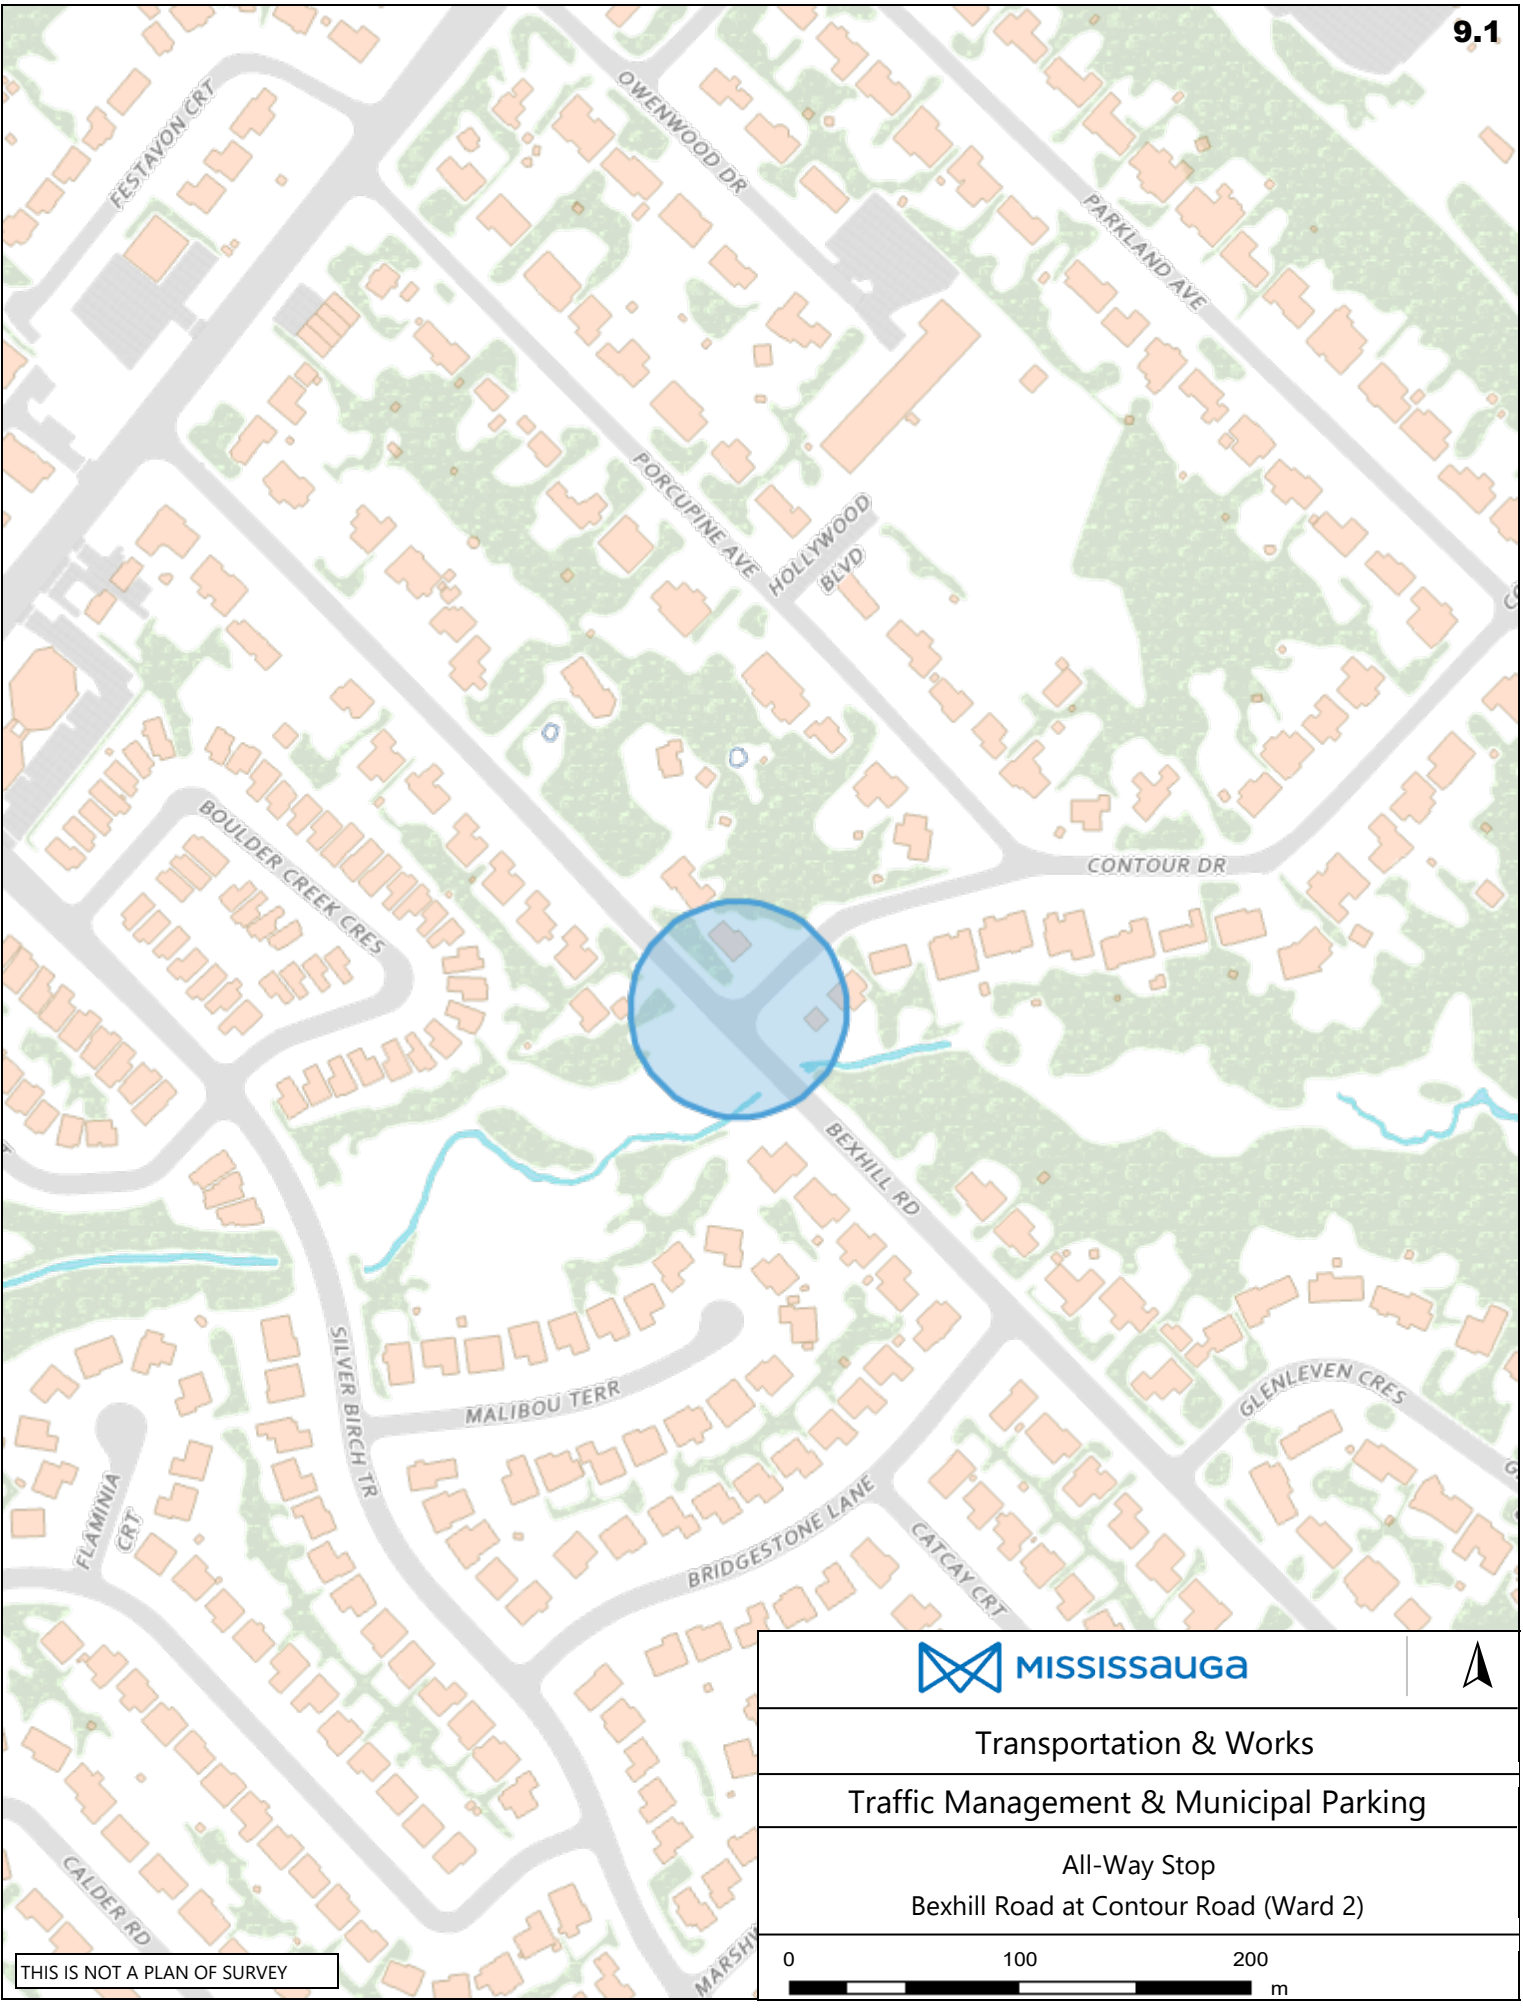 9.1
FESTAVON CRT
OWENWOOD DR
PARKLAND AVE
PORCUPINE AVE
HOLLYWOOD
BLVD
BOULDER CREEK CRES
CONTOUR DR
BEXHILL RD
SILVER BIRCH TR
MALIBOU TERR
GLENLEVEN CRES
FLAMINIA
CRT
BRIDGESTONE LANE
CATCAY CRT
CALDER RD
MISSISSAUGA
Transportation & Works
Traffic Management & Municipal Parking
All-Way Stop
Bexhill Road at Contour Road (Ward 2)
0 100 200
m
THIS IS NOT A PLAN OF SURVEY